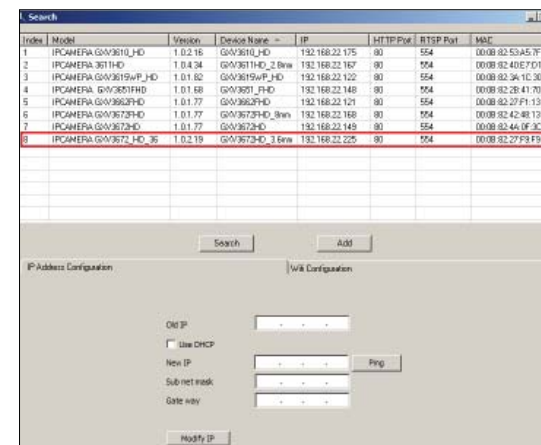 Search
Index Model Version Device Name IP HTTP Port RTSP Port MAC
1 IPCAMERA.GXV3610_HD 1.0.2.16 GXV3610_HD 192.168.22.175 80 554 00:0B:82:53:A5:7F
2 IPCAMERA.3611HD 1.0.4.34 GXV3611HD_2.8mm 192.168.22.167 80 554 00:0B:82:40:E7:D1
3 IPCAMERA.GXV3615WP_HD 1.0.1.62 GXV3615WP_HD 192.168.22.122 80 554 00:0B:82:3A:1C:30
4 IPCAMERA. GXV3651FHD 1.0.1.68 GXV3651_FHD 192.168.22.148 80 554 00:0B:82:2B:41:70
5 IPCAMERA.GXV3662FHD 1.0.1.77 GXV3662FHD 192.168.22.121 80 554 00:0B:82:27:F1:13
6 IPCAMERA.GXV3672FHD 1.0.1.77 192.168.22.168 80 554 00:0B:82:42:48:13
7 IPCAMERA.GXV3672HD 1.0.1.77 GXV3672HD 192.168.22.149 80 554 00:0B:82:4A:0F:3C
8 IPCAMERA.GXV3672_HD_36 1.0.2.19 GXV3672HD_3.6mm 192.168.22.225 80 554 00:0B:82:27:F9:F9
Search Add
IP Address Configuration Wifi Configuration
Old IP
Use DHCP
New IP Ping
Sub net mask
Gate way
Modify IP